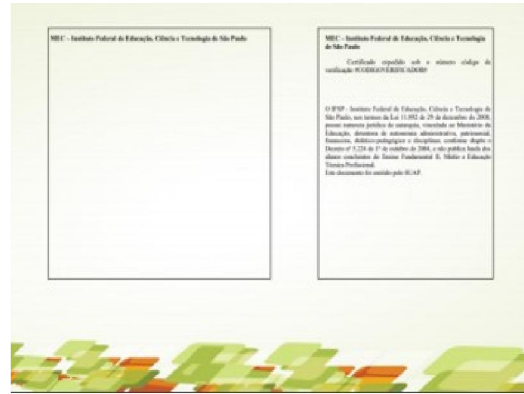 MEC – Instituto Federal de Educação, Ciência e Tecnologia de São Paulo
MEC – Instituto Federal de Educação, Ciência e Tecnologia
de São Paulo
Certificado expedido sob o número código de
verificação #CODIGOVERIFICADOR#
O IFSP - Instituto Federal de Educação, Ciência e Tecnologia de
São Paulo, nos termos da Lei 11.892 de 29 de dezembro de 2008,
possui natureza jurídica de autarquia, vinculada ao Ministério da
Educação, detentora de autonomia administrativa, patrimonial,
financeira, didático-pedagógica e disciplinar, conforme dispõe o
Decreto nº 5.224 de 1º de outubro de 2004, e não publica lauda dos
alunos concluintes do Ensino Fundamental II, Médio e Educação
Técnica Profissional.
Este documento foi emitido pelo SUAP.